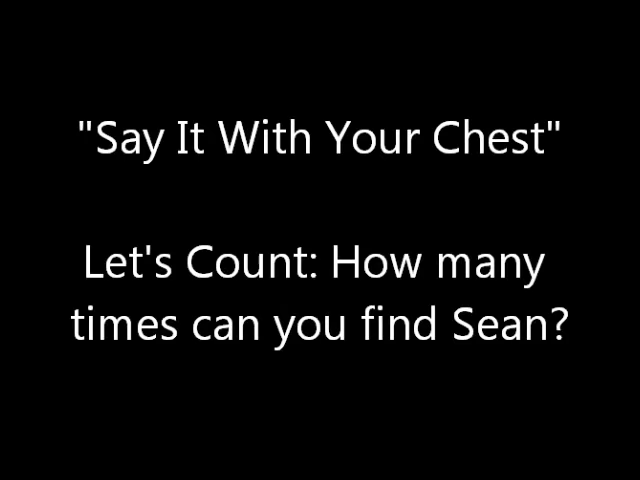 "Say It With Your Chest"
Let's Count: How many
times can you find Sean?